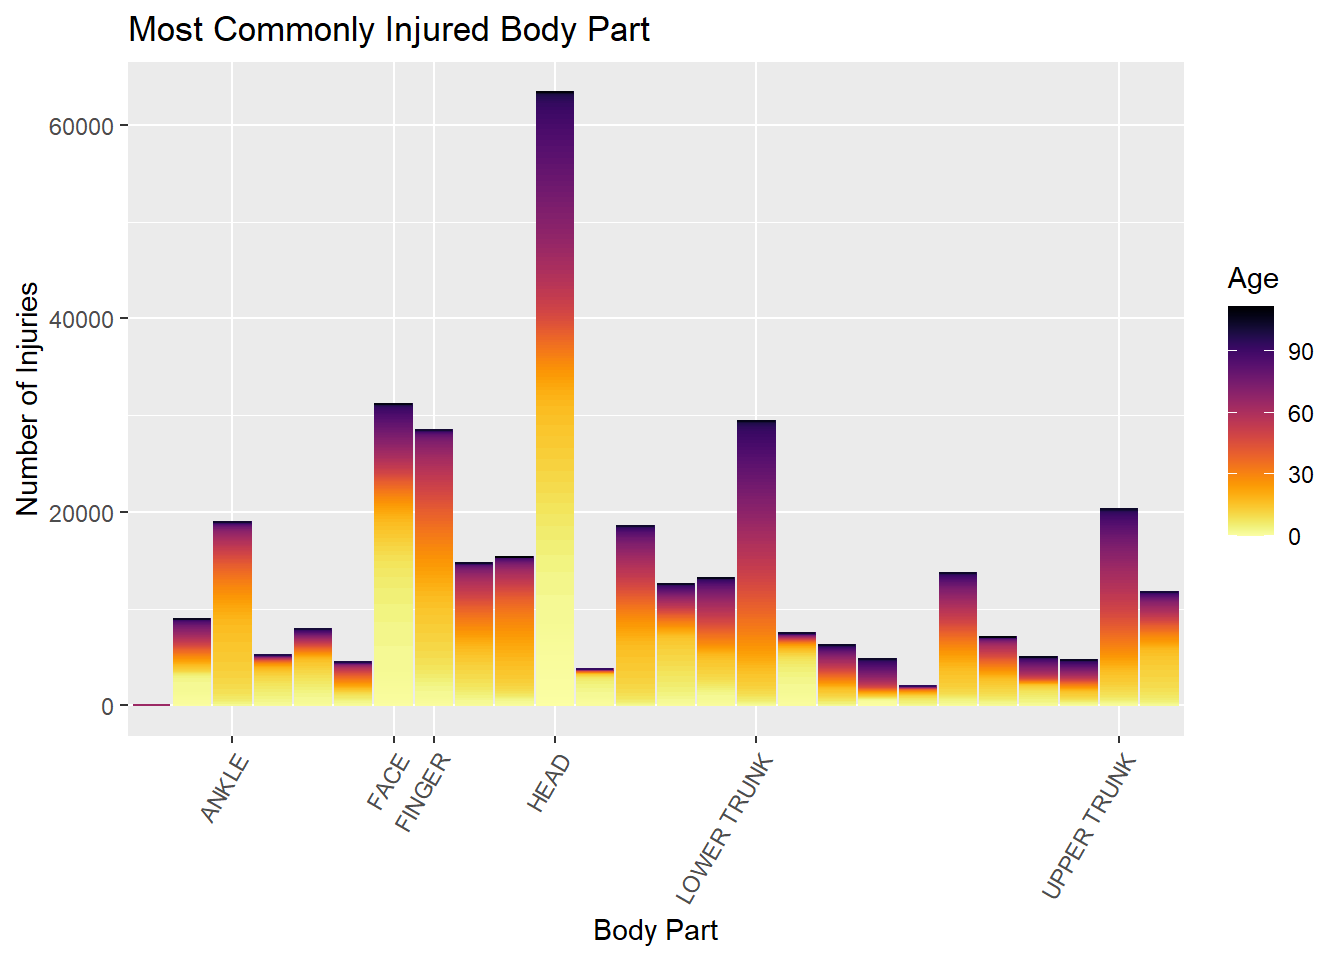 Most Commonly Injured Body Part
Number of Injuries
60000
40000
20000
0
ANKLE
FACE
FINGER
HEAD
LOWER TRUNK
UPPER TRUNK
Body Part
Age
90
60
30
0